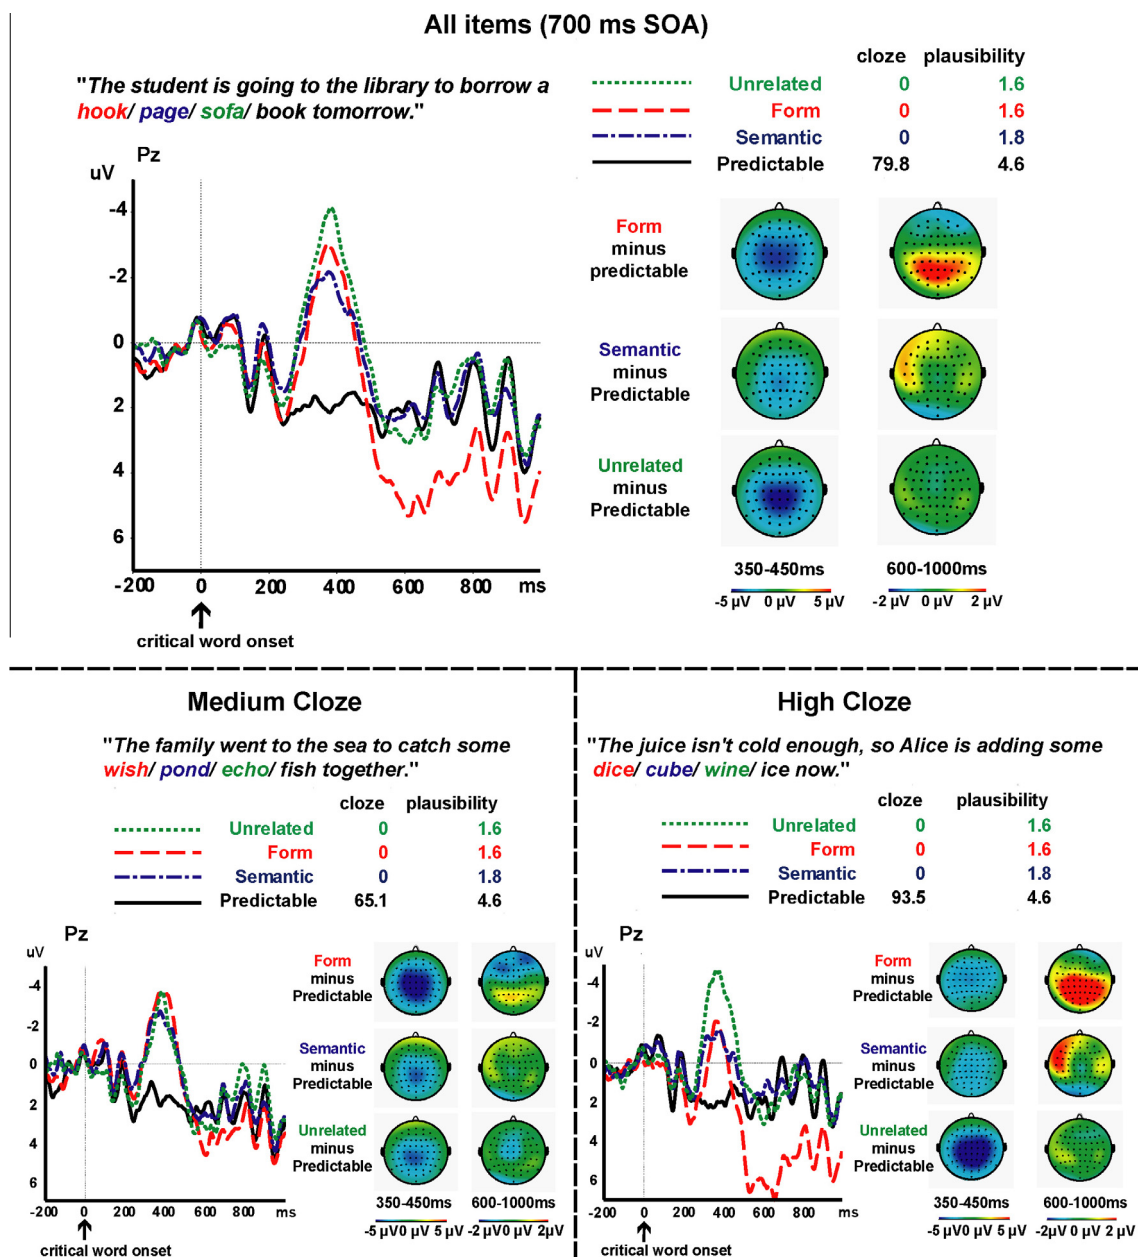 All items (700 ms SOA)
"The student is going to the library to borrow a
hook/ page/ sofa/ book tomorrow."
cloze plausibility
Unrelated 0 1.6
Form 0 1.6
Semantic 0 1.8
Predictable 79.8 4.6
Pz
uV
-4
-2
0
2
4
6
-200 0 200 400 600 800 ms
critical word onset
Form
minus
predictable
Semantic
minus
Predictable
Unrelated
minus
Predictable
350-450ms 600-1000ms
-5 µV 0 µV 5 µV -2 µV 0 µV 2 µV
Medium Cloze
"The family went to the sea to catch some
wish/ pond/ echo/ fish together."
cloze plausibility
Unrelated 0 1.6
Form 0 1.6
Semantic 0 1.8
Predictable 65.1 4.6
Pz
uV
-4
-2
0
2
4
6
-200 0 200 400 600 800 ms
critical word onset
Form
minus
Predictable
Semantic
minus
Predictable
Unrelated
minus
Predictable
350-450ms 600-1000ms
-5 µV 0 µV 5 µV -2 µV 0 µV 2µV
High Cloze
"The juice isn't cold enough, so Alice is adding some
dice/ cube/ wine/ ice now."
cloze plausibility
Unrelated 0 1.6
Form 0 1.6
Semantic 0 1.8
Predictable 93.5 4.6
Pz
uV
-4
-2
0
2
4
6
-200 0 200 400 600 800 ms
critical word onset
Form
minus
Predictable
Semantic
minus
Predictable
Unrelated
minus
Predictable
350-450ms 600-1000ms
-5µV 0 µV 5 µV -2µV 0 µV 2 µV